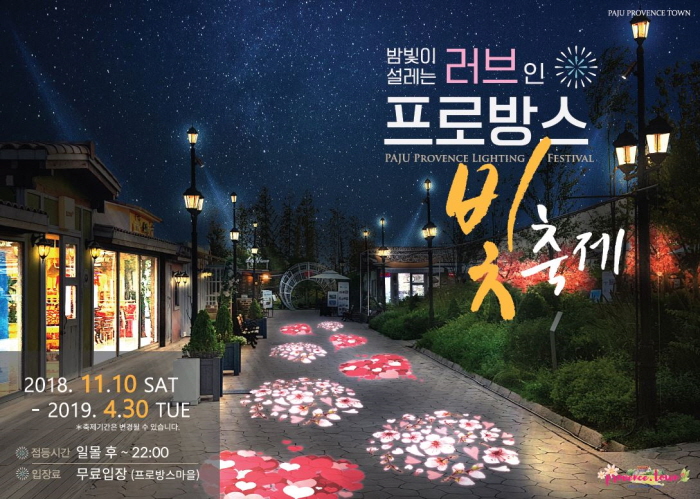 PAJU PROVENCE TOWN
밤빛이
설레는 러브인
프로방스
PAJU PROVENCE LIGHTING FESTIVAL
빛축제
2018. 11.10 SAT
- 2019. 4.30 TUE
*축제기간은 변경될 수 있습니다.
점등시간 일몰 후 ~ 22:00
입장료 무료입장 (프로방스마을)
provence.town